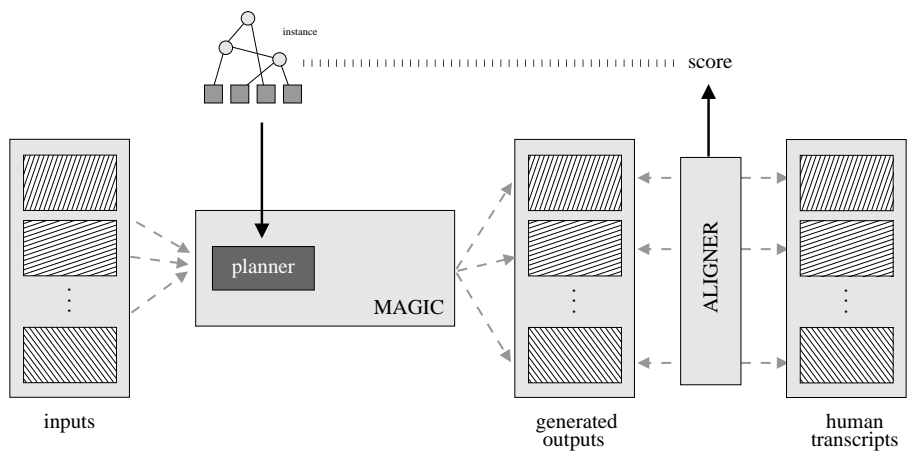 instance
score
planner
MAGIC
ALIGNER
inputs
generated
outputs
human
transcripts